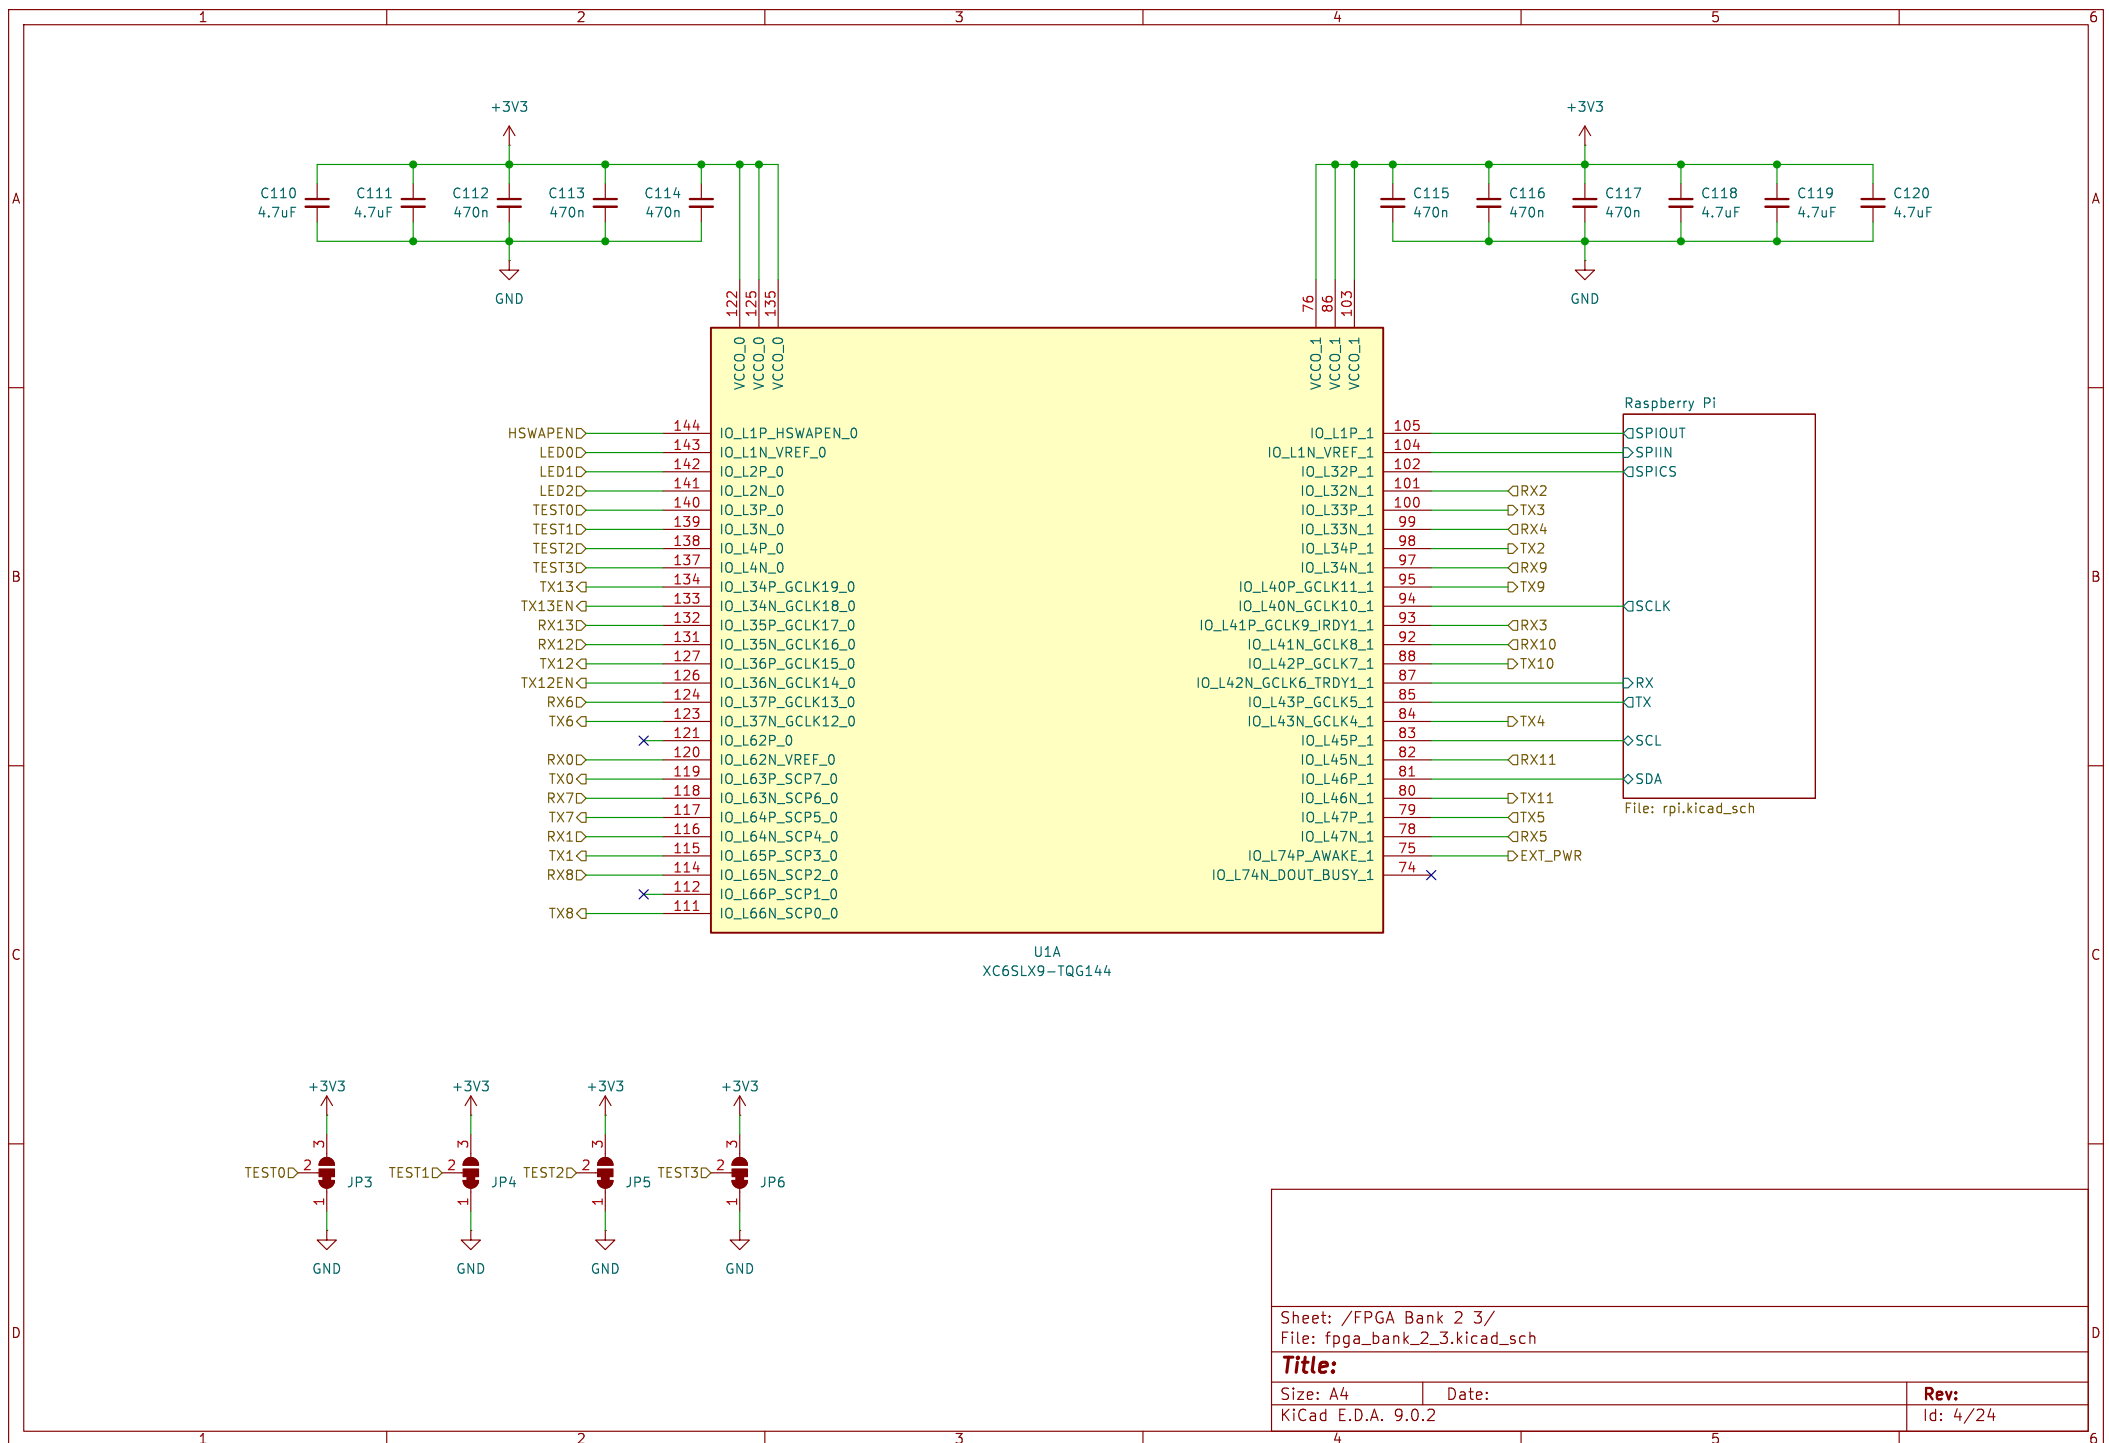 1 2 3 4 5 6
+3V3 +3V3
A A
C110 C111 C112 C113 C114 C115 C116 C117 C118 C119 C120
4.7uF 4.7uF 470n 470n 470n 470n 470n 470n 4.7uF 4.7uF 4.7uF
GND GND
122 125 135 76 86 103
VCCO_0 VCCO_0 VCCO_0 VCCO_1 VCCO_1 VCCO_1
Raspberry Pi
HSWAPEN 144 IO_L1P_HSWAPEN_0 IO_L1P_1 105 SPIOUT
LED0 143 IO_L1N_VREF_0 IO_L1N_VREF_1 104 SPIIN
LED1 142 IO_L2P_0 IO_L32P_1 102 SPICS
LED2 141 IO_L2N_0 IO_L32N_1 101 RX2
TEST0 140 IO_L3P_0 IO_L33P_1 100 TX3
TEST1 139 IO_L3N_0 IO_L33N_1 99 RX4
TEST2 138 IO_L4P_0 IO_L34P_1 98 TX2
TEST3 137 IO_L4N_0 IO_L34N_1 97 RX9
B B
TX13 134 IO_L34P_GCLK19_0 IO_L40P_GCLK11_1 95 TX9
TX13EN 133 IO_L34N_GCLK18_0 IO_L40N_GCLK10_1 94 SCLK
RX13 132 IO_L35P_GCLK17_0 IO_L41P_GCLK9_IRDY1_1 93 RX3
RX12 131 IO_L35N_GCLK16_0 IO_L41N_GCLK8_1 92 RX10
TX12 127 IO_L36P_GCLK15_0 IO_L42P_GCLK7_1 88 TX10
TX12EN 126 IO_L36N_GCLK14_0 IO_L42N_GCLK6_TRDY1_1 87 RX
RX6 124 IO_L37P_GCLK13_0 IO_L43P_GCLK5_1 85 TX
TX6 123 IO_L37N_GCLK12_0 IO_L43N_GCLK4_1 84 TX4
121 IO_L62P_0 IO_L45P_1 83 SCL
RX0 120 IO_L62N_VREF_0 IO_L45N_1 82 RX11
TX0 119 IO_L63P_SCP7_0 IO_L46P_1 81 SDA
RX7 118 IO_L63N_SCP6_0 IO_L46N_1 80 TX11
File: rpi.kicad_sch
TX7 117 IO_L64P_SCP5_0 IO_L47P_1 79 TX5
RX1 116 IO_L64N_SCP4_0 IO_L47N_1 78 RX5
TX1 115 IO_L65P_SCP3_0 IO_L74P_AWAKE_1 75 EXT_PWR
RX8 114 IO_L65N_SCP2_0 IO_L74N_DOUT_BUSY_1 74
112 IO_L66P_SCP1_0
TX8 111 IO_L66N_SCP0_0
U1A
C C
XC6SLX9-TQG144
+3V3 +3V3 +3V3 +3V3
3 3 3 3
TEST0 2 TEST1 2 TEST2 2 TEST3 2
JP3 JP4 JP5 JP6
1 1 1 1
GND GND GND GND
Sheet: /FPGA Bank 2 3/
D D
File: fpga_bank_2_3.kicad_sch
Title:
Size: A4 Date: Rev:
KiCad E.D.A. 9.0.2 Id: 4/24
1 2 3 4 5 6